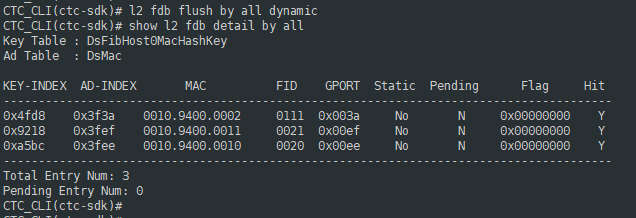 CTC_CLI(ctc-sdk)# l2 fdb flush by all dynamic
CTC_CLI(ctc-sdk)# show l2 fdb detail by all
Key Table : DsFibHost0MacHashKey
Ad Table  : DsMac
KEY-INDEX  AD-INDEX       MAC          FID    GPORT  Static  Pending      Flag     Hit
--------------------------------------------------------------------------------------
0x4fd8    0x3f3a    0010.9400.0002    0111   0x003a    No       N    0x00000000    Y
0x9218    0x3fef    0010.9400.0011    0021   0x00ef    No       N    0x00000000    Y
0xa5bc    0x3fee    0010.9400.0010    0020   0x00ee    No       N    0x00000000    Y
--------------------------------------------------------------------------------------
Total Entry Num: 3
Pending Entry Num: 0
CTC_CLI(ctc-sdk)#
CTC_CLI(ctc-sdk)#